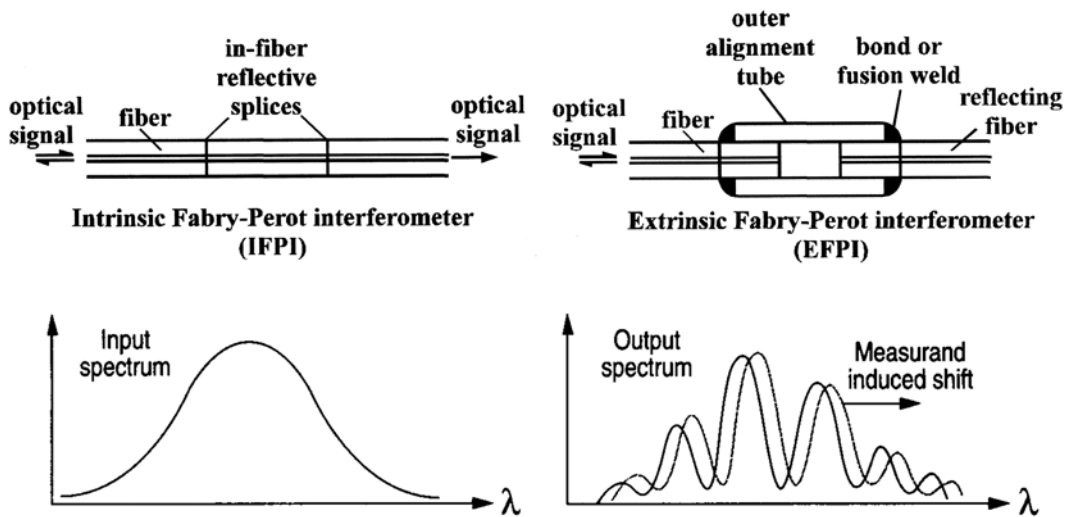 in-fiber
reflective
splices
optical
signal
fiber
optical
signal
Intrinsic Fabry-Perot interferometer
(IFPI)
outer
alignment
tube
bond or
fusion weld
optical
signal
fiber
reflecting
fiber
Extrinsic Fabry-Perot interferometer
(EFPI)
Input
spectrum
λ
Output
spectrum
Measurand
induced shift
λ